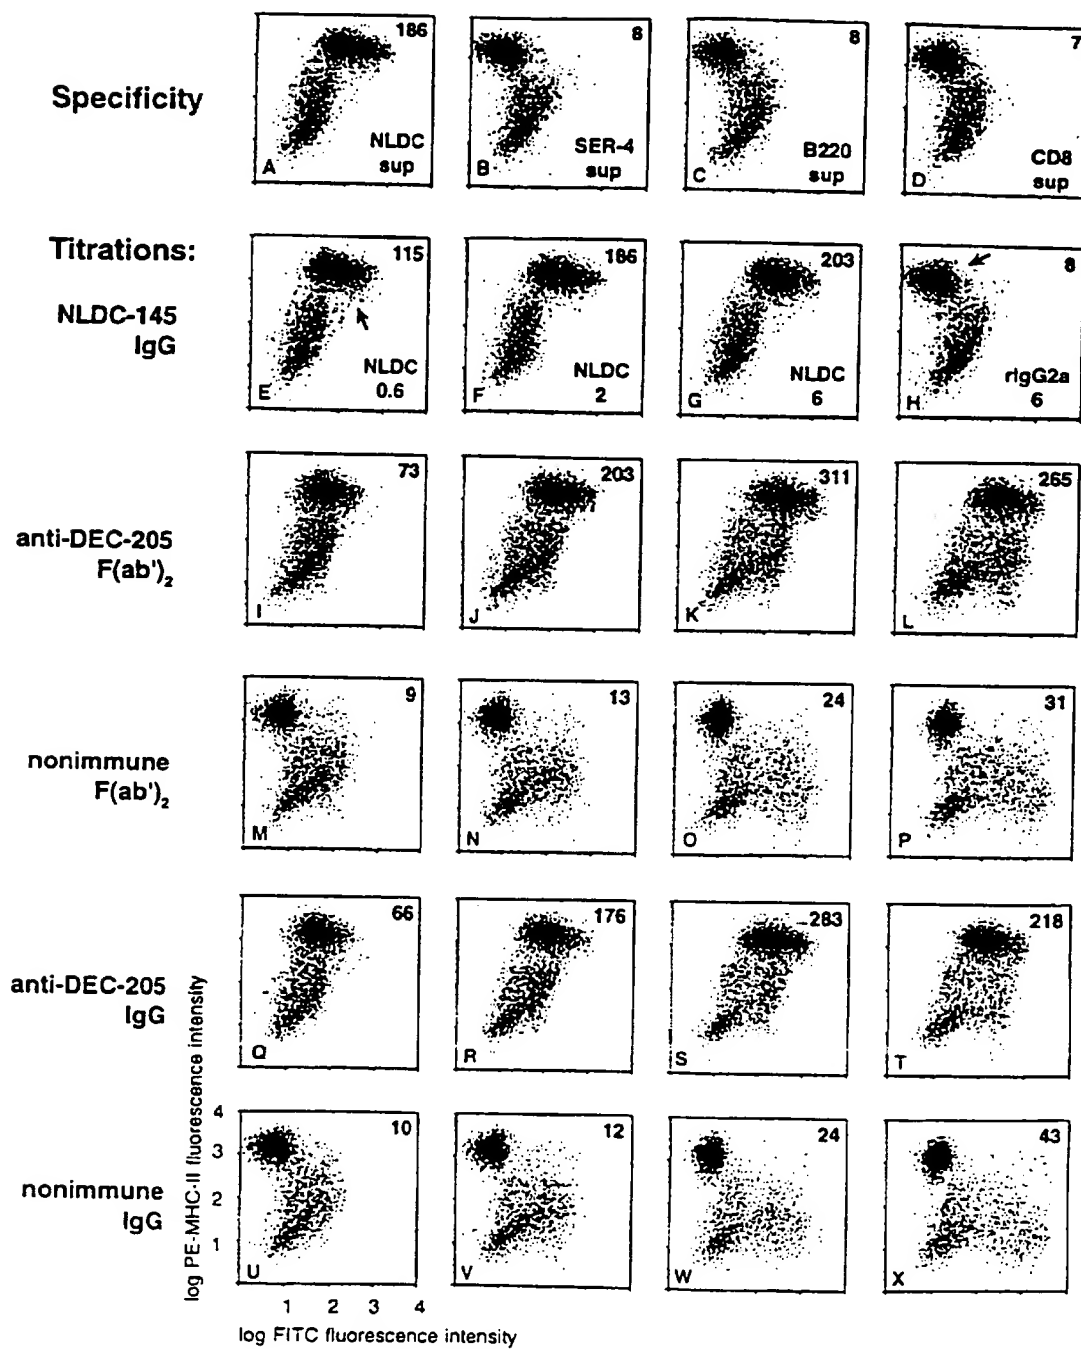 Specificity
186
A
NLDC
sup
8
B
SER-4
sup
8
C
B220
sup
7
D
CD8
sup
Titrations:
NLDC-145
IgG
115
E
NLDC
0.6
186
F
NLDC
2
203
G
NLDC
6
8
H
rIgG2a
6
anti-DEC-205
F(ab')₂
73
I
203
J
311
K
265
L
nonimmune
F(ab')₂
9
M
13
N
24
O
31
P
anti-DEC-205
IgG
66
Q
176
R
283
S
218
T
nonimmune
IgG
10
U
12
V
24
W
43
X
log PE-MHC-II fluorescence intensity
4
3
2
1
1 2 3 4
log FITC fluorescence intensity